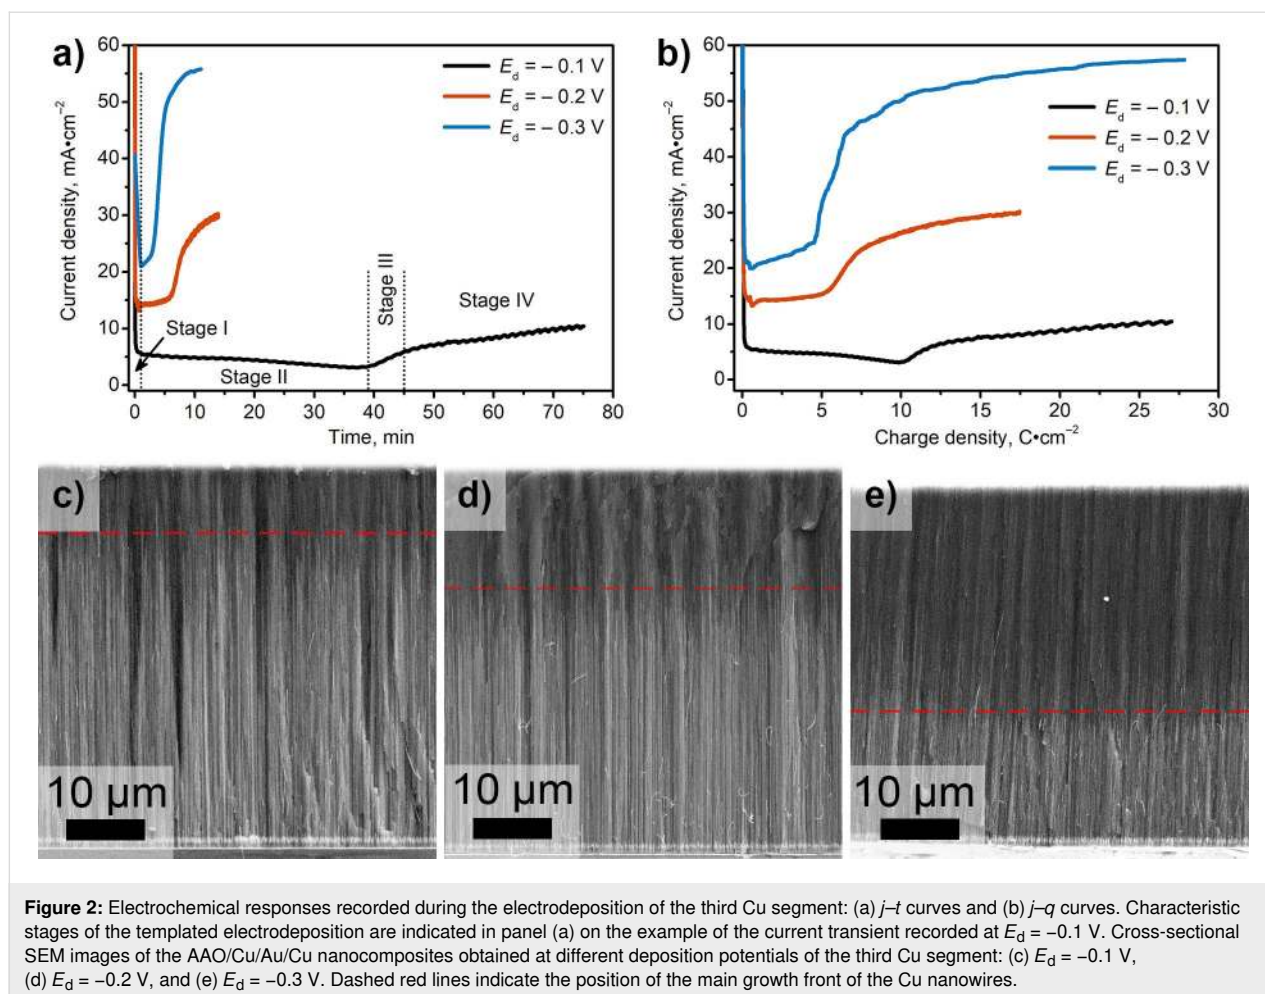 a)
60
50
40
30
20
10
0
Current density, mA•cm⁻²
E_d = − 0.1 V
E_d = − 0.2 V
E_d = − 0.3 V
Stage I
Stage II
Stage III
Stage IV
0 10 20 30 40 50 60 70 80
Time, min
b)
60
50
40
30
20
10
0
Current density, mA•cm⁻²
E_d = − 0.1 V
E_d = − 0.2 V
E_d = − 0.3 V
0 5 10 15 20 25 30
Charge density, C•cm⁻²
c)
10 µm
d)
10 µm
e)
10 µm
Figure 2: Electrochemical responses recorded during the electrodeposition of the third Cu segment: (a) j–t curves and (b) j–q curves. Characteristic
stages of the templated electrodeposition are indicated in panel (a) on the example of the current transient recorded at E_d = −0.1 V. Cross-sectional
SEM images of the AAO/Cu/Au/Cu nanocomposites obtained at different deposition potentials of the third Cu segment: (c) E_d = −0.1 V,
(d) E_d = −0.2 V, and (e) E_d = −0.3 V. Dashed red lines indicate the position of the main growth front of the Cu nanowires.